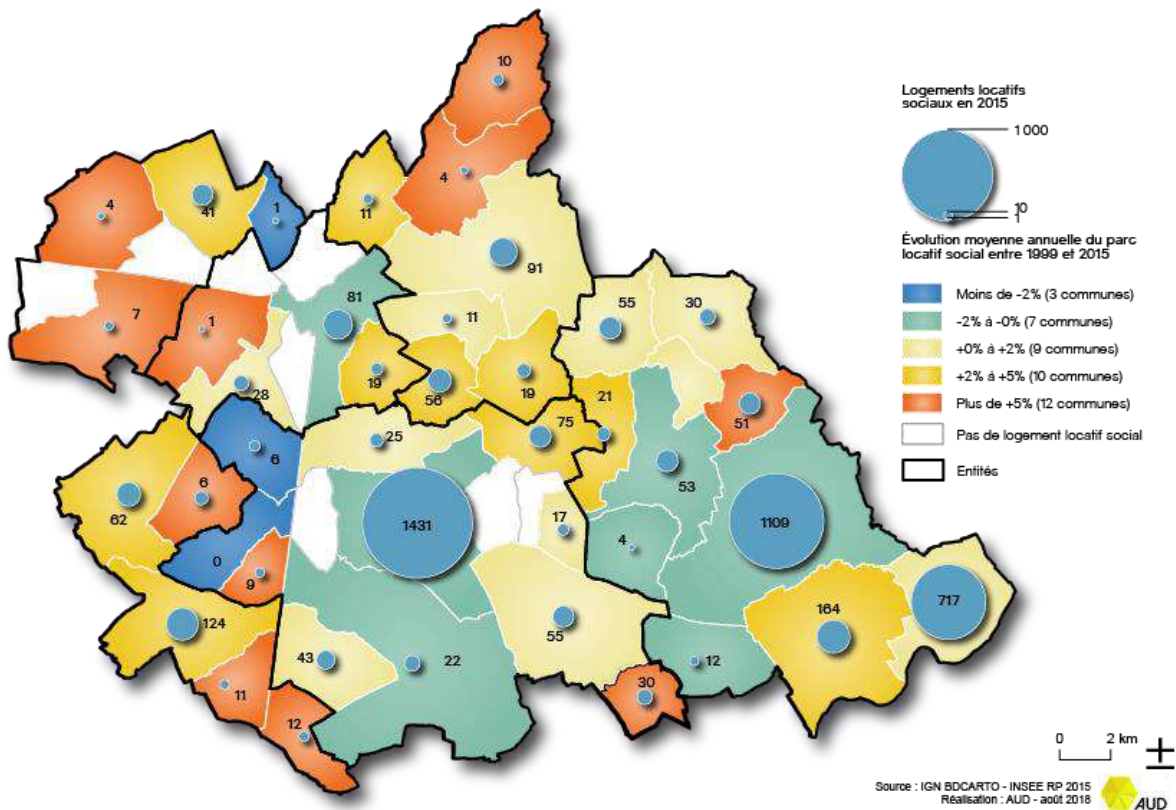 10
Logements locatifs
sociaux en 2015
1 000
10
1
4
4
41
1
11
91
Évolution moyenne annuelle du parc
locatif social entre 1999 et 2015
Moins de -2% (3 communes)
-2% à -0% (7 communes)
+0% à +2% (9 communes)
+2% à +5% (10 communes)
Plus de +5% (12 communes)
Pas de logement locatif social
Entités
7
1
81
11
55
30
28
19
56
19
21
51
75
25
6
62
6
53
1431
17
1109
4
0
9
717
124
164
55
43
22
12
11
30
12
0 2 km
Source : IGN BDCARTO - INSEE RP 2015
Réalisation : AUD - août 2018
AUD